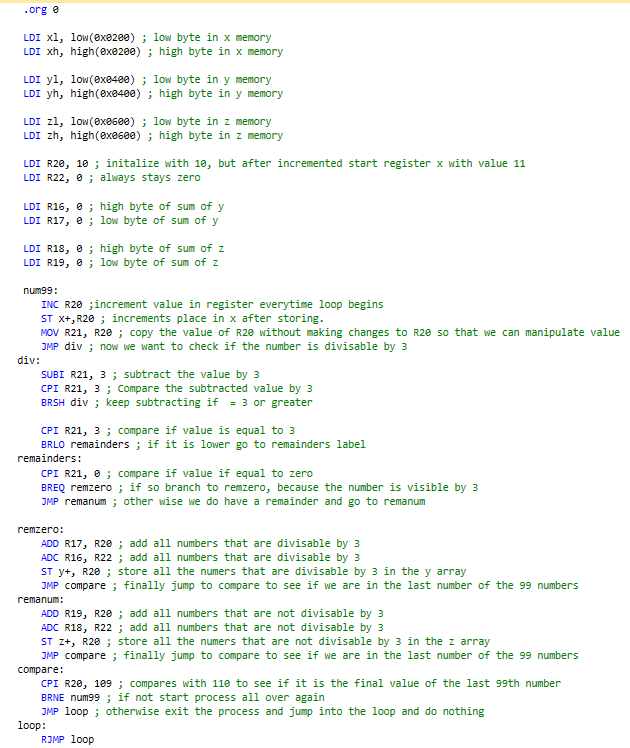 .org 0
LDI xl, low(0x0200) ; low byte in x memory
LDI xh, high(0x0200) ; high byte in x memory
LDI yl, low(0x0400) ; low byte in y memory
LDI yh, high(0x0400) ; high byte in y memory
LDI zl, low(0x0600) ; low byte in z memory
LDI zh, high(0x0600) ; high byte in z memory
LDI R20, 10 ; initalize with 10, but after incremented start register x with value 11
LDI R22, 0 ; always stays zero
LDI R16, 0 ; high byte of sum of y
LDI R17, 0 ; low byte of sum of y
LDI R18, 0 ; high byte of sum of z
LDI R19, 0 ; low byte of sum of z
num99:
INC R20 ;increment value in register everytime loop begins
ST x+,R20 ; increments place in x after storing.
MOV R21, R20 ; copy the value of R20 without making changes to R20 so that we can manipulate value
JMP div ; now we want to check if the number is divisable by 3
div:
SUBI R21, 3 ; subtract the value by 3
CPI R21, 3 ; Compare the subtracted value by 3
BRSH div ; keep subtracting if = 3 or greater
CPI R21, 3 ; compare if value is equal to 3
BRLO remainders ; if it is lower go to remainders label
remainders:
CPI R21, 0 ; compare if value if equal to zero
BREQ remzero ; if so branch to remzero, because the number is visible by 3
JMP remanum ; other wise we do have a remainder and go to remanum
remzero:
ADD R17, R20 ; add all numbers that are divisable by 3
ADC R16, R22 ; add all numbers that are divisable by 3
ST y+, R20 ; store all the numers that are divisable by 3 in the y array
JMP compare ; finally jump to compare to see if we are in the last number of the 99 numbers
remanum:
ADD R19, R20 ; add all numbers that are not divisable by 3
ADC R18, R22 ; add all numbers that are not divisable by 3
ST z+, R20 ; store all the numers that are not divisable by 3 in the z array
JMP compare ; finally jump to compare to see if we are in the last number of the 99 numbers
compare:
CPI R20, 109 ; compares with 110 to see if it is the final value of the last 99th number
BRNE num99 ; if not start process all over again
JMP loop ; otherwise exit the process and jump into the loop and do nothing
loop:
RJMP loop